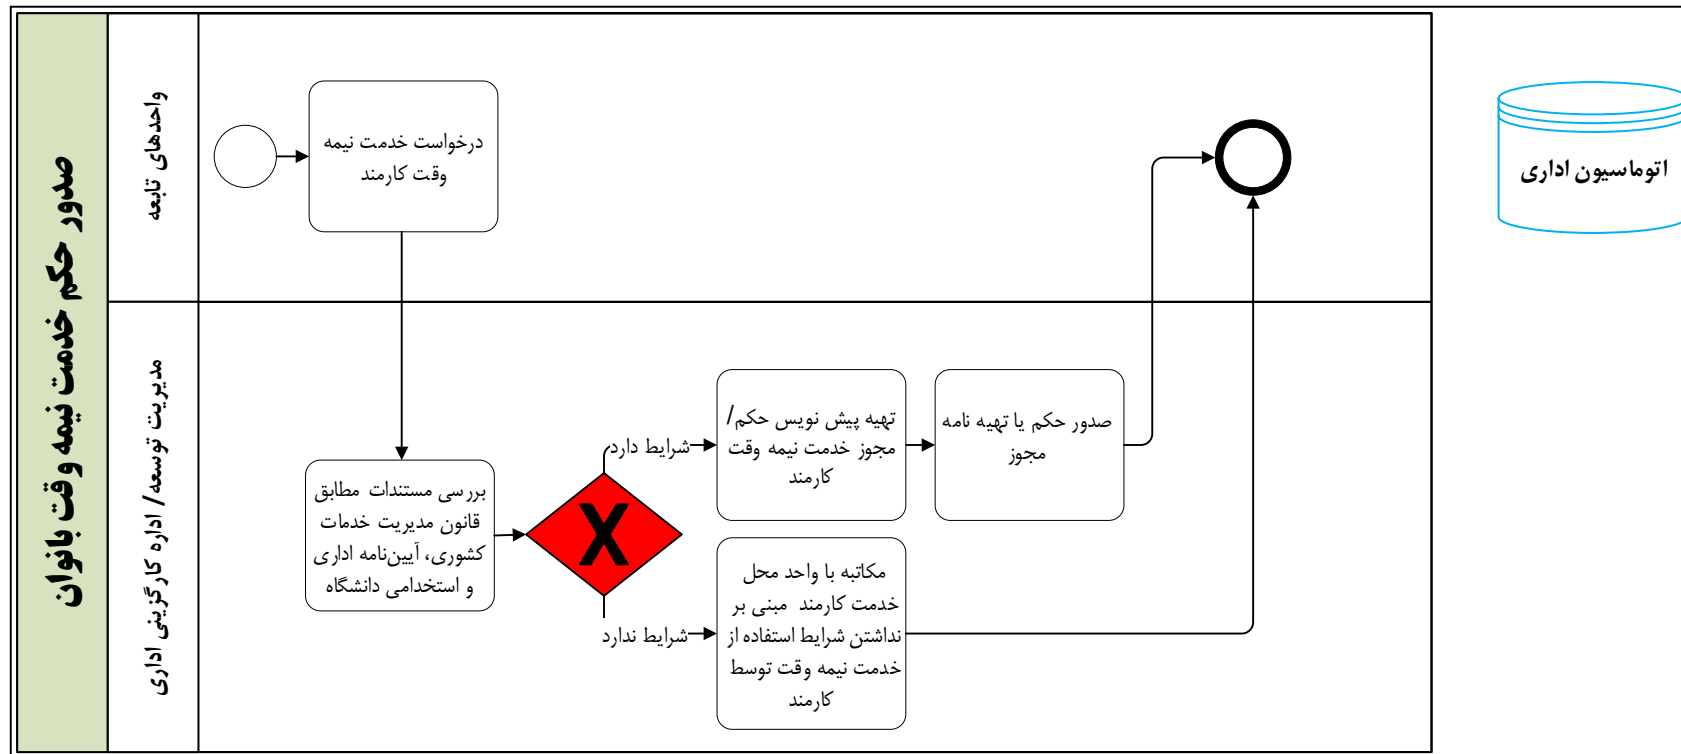 صدور حکم خدمت نیمه وقت بانوان
واحدهای تابعه
درخواست خدمت نیمه
وقت کارمند
اتوماسیون اداری
مدیریت توسعه/ اداره کارگزینی اداری
بررسی مستندات مطابق
قانون مدیریت خدمات
کشوری، آیین‌نامه اداری
و استخدامی دانشگاه
X
شرایط دارد
تهیه پیش نویس حکم/
مجوز خدمت نیمه وقت
کارمند
صدور حکم یا تهیه نامه
مجوز
شرایط ندارد
مکاتبه با واحد محل
خدمت کارمند مبنی بر
نداشتن شرایط استفاده از
خدمت نیمه وقت توسط
کارمند